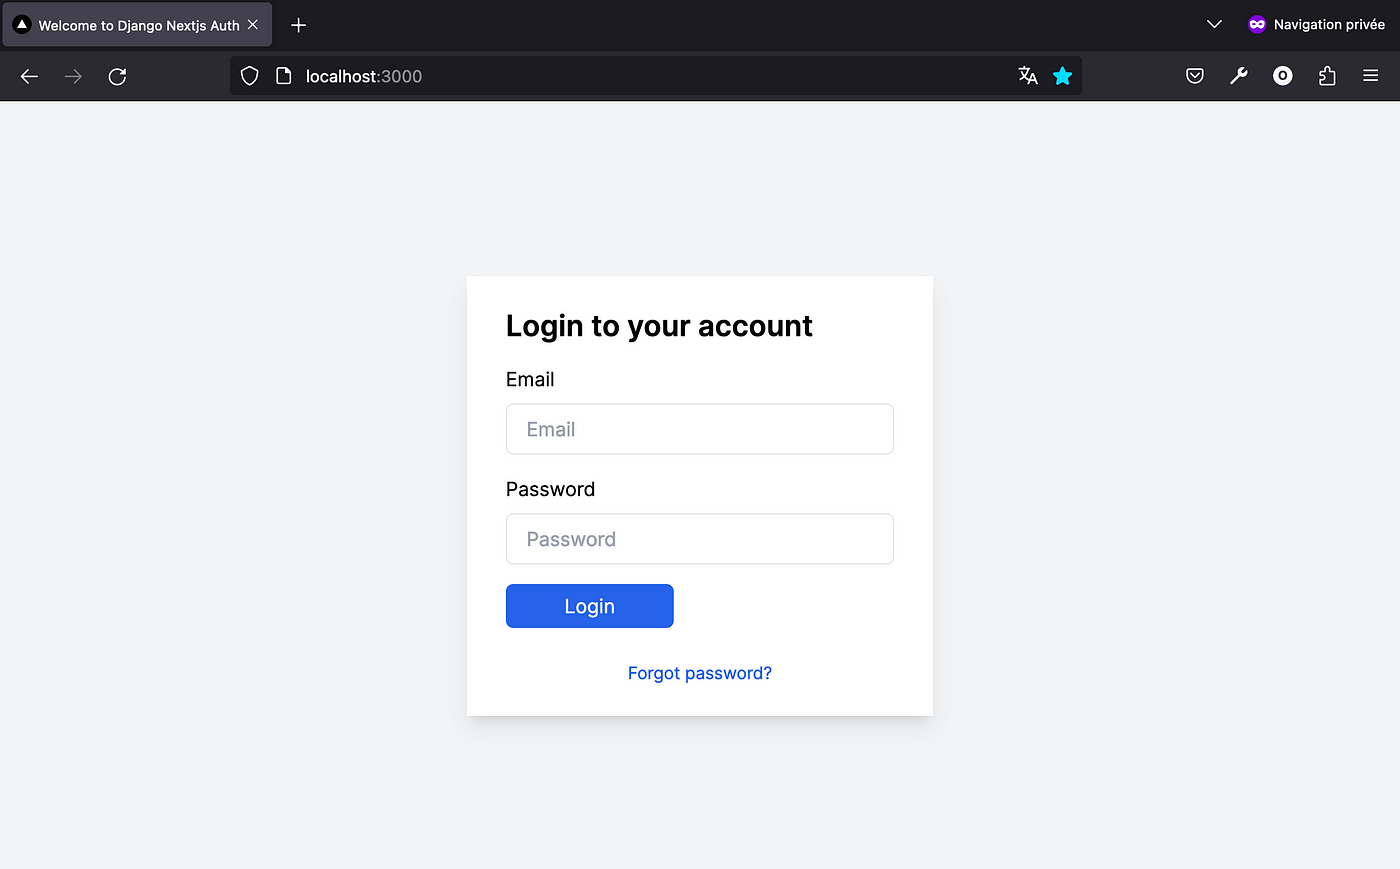 Welcome to Django Nextjs Auth
Navigation privée
localhost:3000
Login to your account
Email
Email
Password
Password
Login
Forgot password?